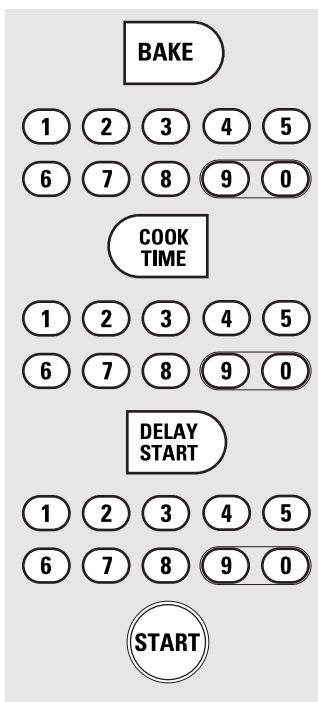 BAKE
1 2 3 4 5
6 7 8 9 0
COOK
TIME
1 2 3 4 5
6 7 8 9 0
DELAY
START
1 2 3 4 5
6 7 8 9 0
START